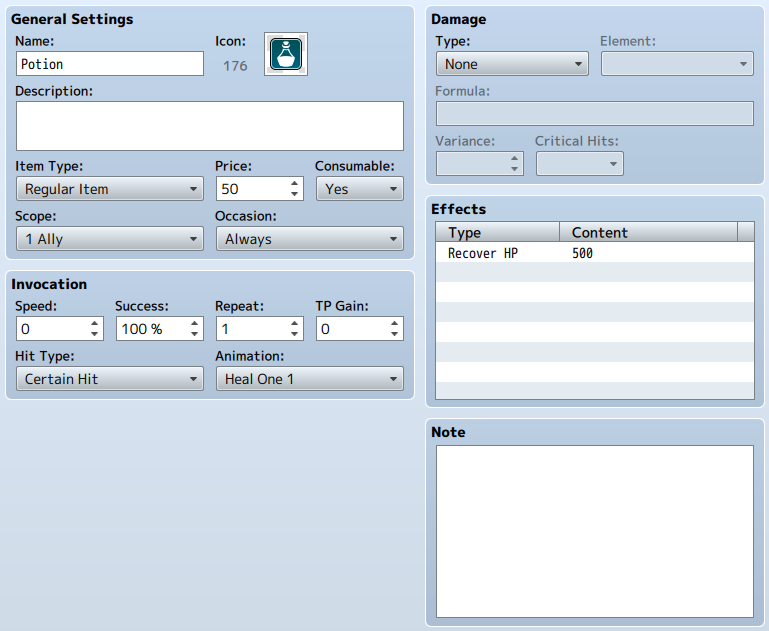 General Settings
Name:
Icon:
Potion
176
Description:
Item Type:
Price:
Consumable:
Regular Item
50
Yes
Scope:
Occasion:
1 Ally
Always
Invocation
Speed:
Success:
Repeat:
TP Gain:
0
100 %
1
0
Hit Type:
Animation:
Certain Hit
Heal One 1
Damage
Type:
Element:
None
Formula:
Variance:
Critical Hits:
Effects
Type
Content
Recover HP
500
Note